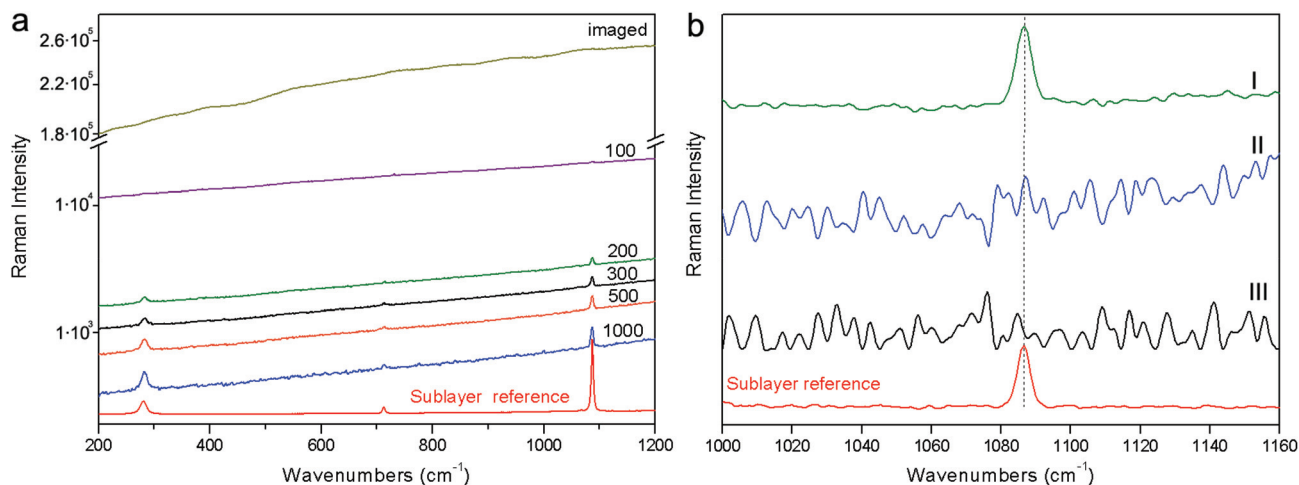 a
Raman Intensity
2.6·10⁵
2.2·10⁵
1.8·10⁵
1·10⁴
1·10³
imaged
100
200
300
500
1000
Sublayer reference
200 400 600 800 1000 1200
Wavenumbers (cm⁻¹)
b
Raman Intensity
I
II
III
Sublayer reference
1000 1020 1040 1060 1080 1100 1120 1140 1160
Wavenumbers (cm⁻¹)